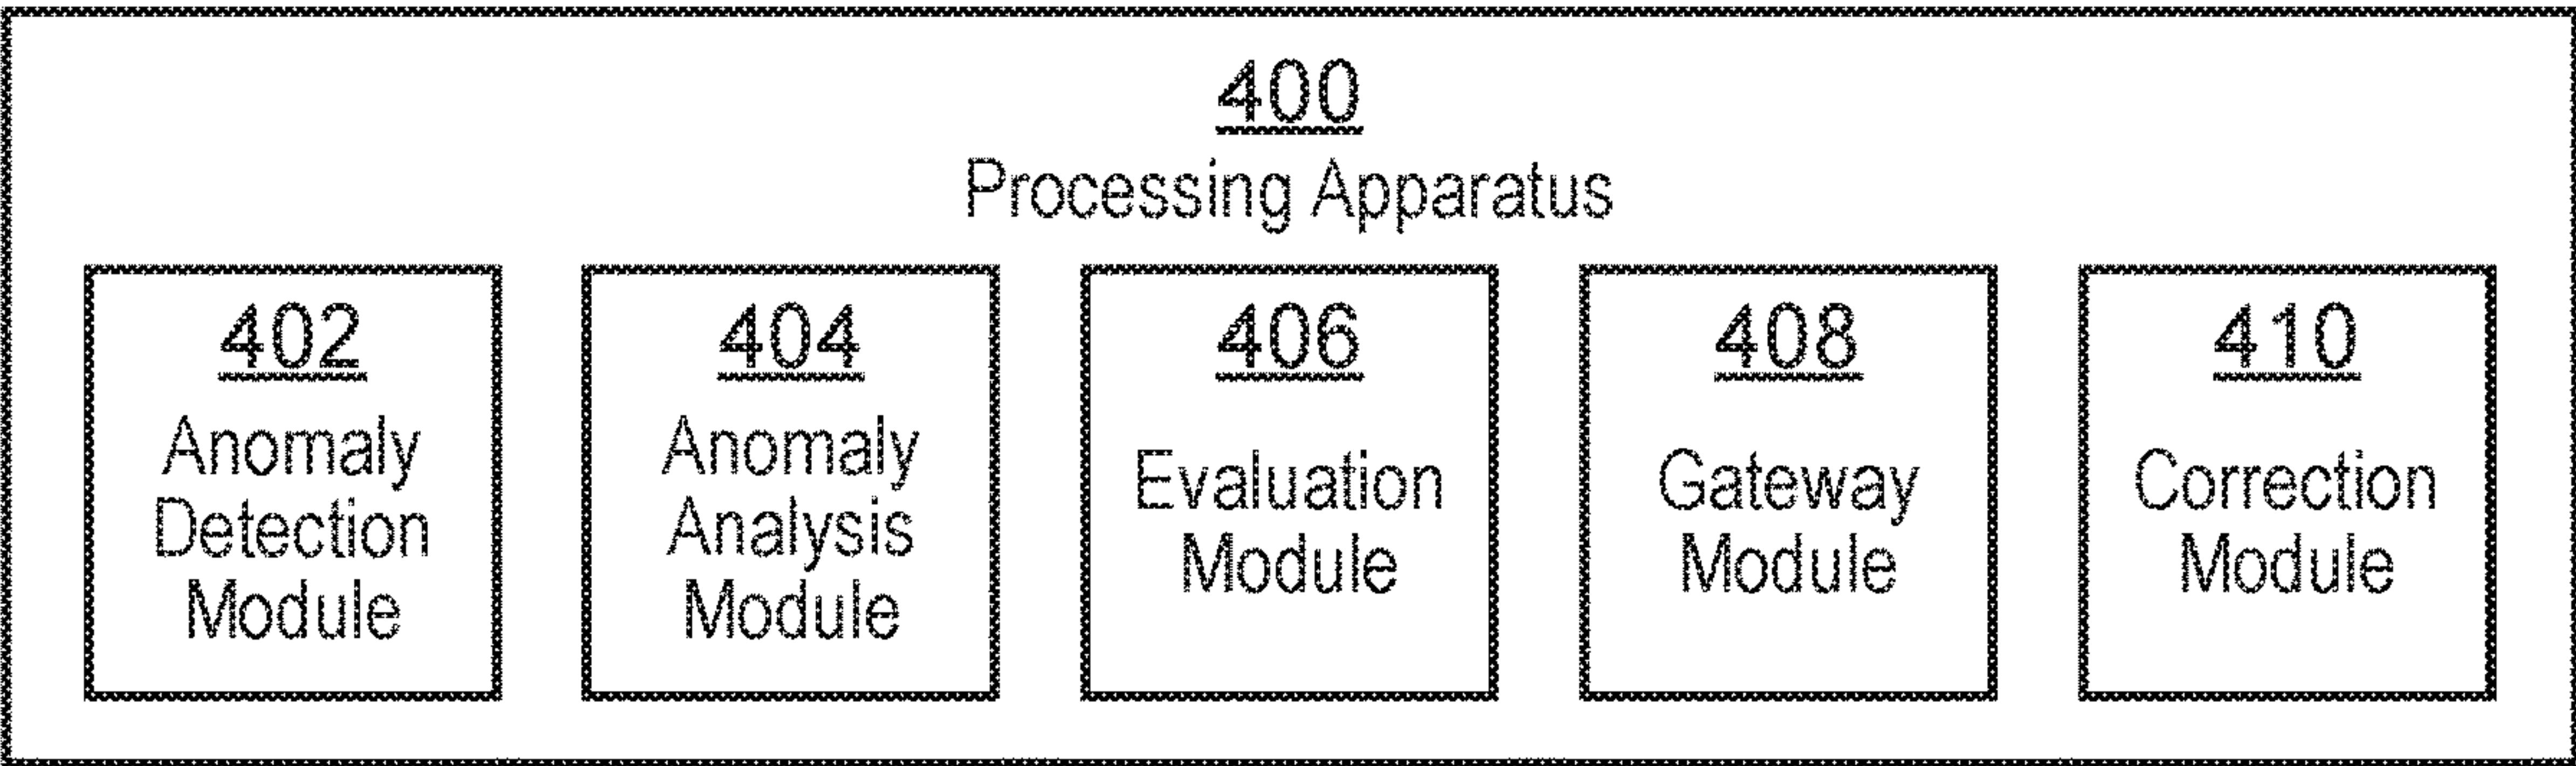 400
Processing Apparatus
402
Anomaly
Detection
Module
404
Anomaly
Analysis
Module
406
Evaluation
Module
408
Gateway
Module
410
Correction
Module